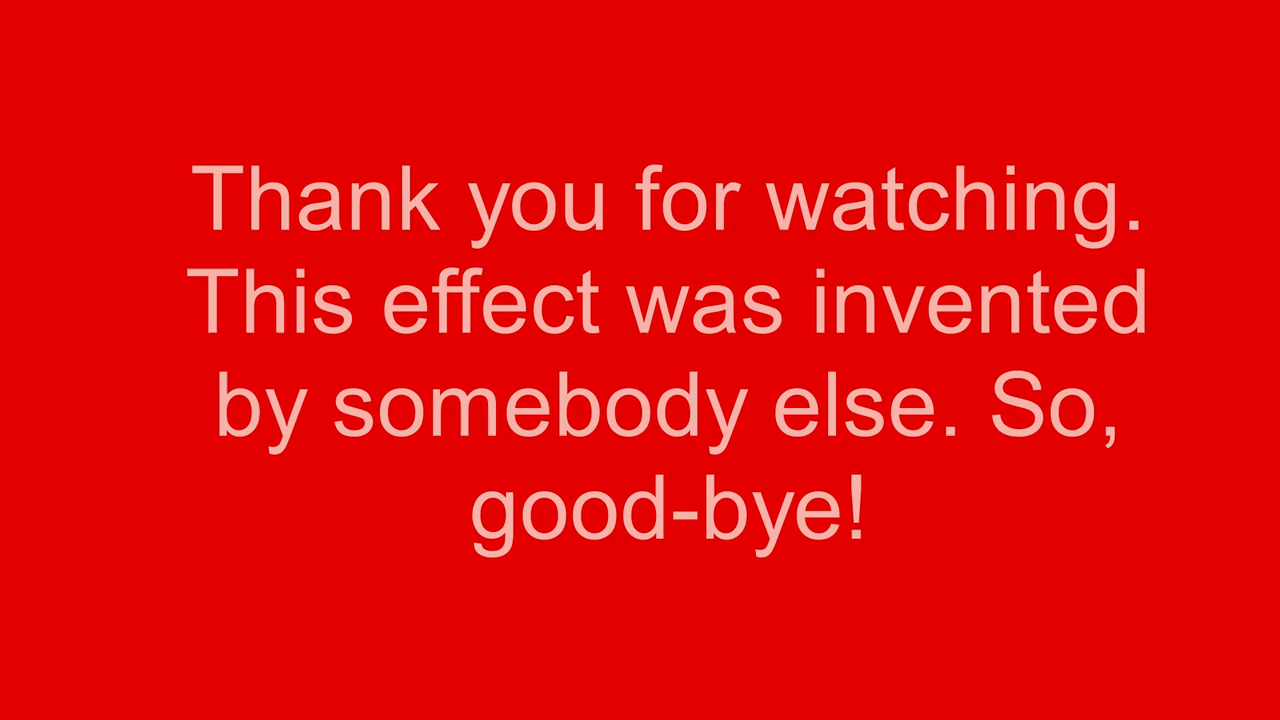 Thank you for watching.
This effect was invented
by somebody else. So,
good-bye!